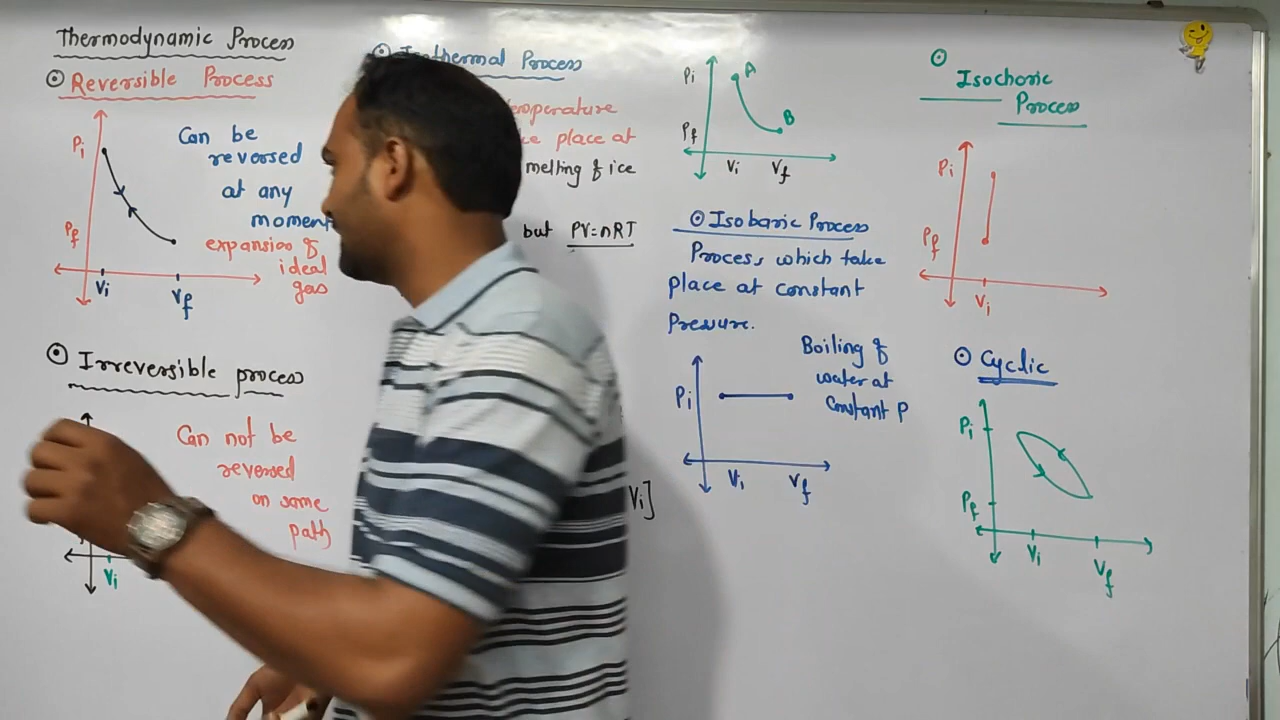 Thermodynamic Process
⊙ Reversible Process
Pi
Pf
Vi
Vf
Can be
reversed
at any
moment
expansion of
ideal
gas
⊙ Irreversible process
Can not be
reversed
on same
path
Vi
Process
place at
melting of ice
but PV=nRT
Vi]
Pi
A
B
Pf
Vi
Vf
⊙ Isobaric Process
Process, which take
place at constant
Pressure.
Boiling of
water at
Constant P
Pi
Vi
Vf
⊙ Isochoric
Process
Pi
Pf
Vi
⊙ Cyclic
Pi
Pf
Vi
Vf